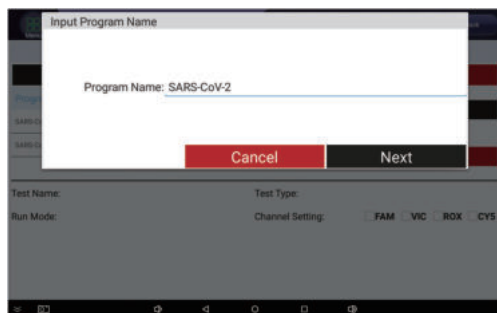 Input Program Name
Program Name: SARS-CoV-2
Cancel
Next
Test Name:
Test Type:
Run Mode:
Channel Setting:
FAM
VIC
ROX
CY5